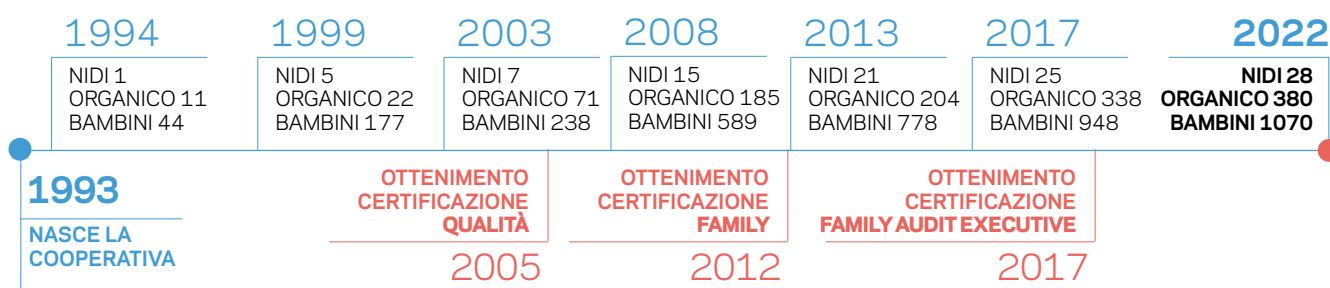 1994
NIDI 1
ORGANICO 11
BAMBINI 44
1999
NIDI 5
ORGANICO 22
BAMBINI 177
2003
NIDI 7
ORGANICO 71
BAMBINI 238
2008
NIDI 15
ORGANICO 185
BAMBINI 589
2013
NIDI 21
ORGANICO 204
BAMBINI 778
2017
NIDI 25
ORGANICO 338
BAMBINI 948
2022
NIDI 28
ORGANICO 380
BAMBINI 1070
1993
NASCE LA
COOPERATIVA
OTTENIMENTO
CERTIFICAZIONE
QUALITÀ
2005
OTTENIMENTO
CERTIFICAZIONE
FAMILY
2012
OTTENIMENTO
CERTIFICAZIONE
FAMILY AUDIT EXECUTIVE
2017